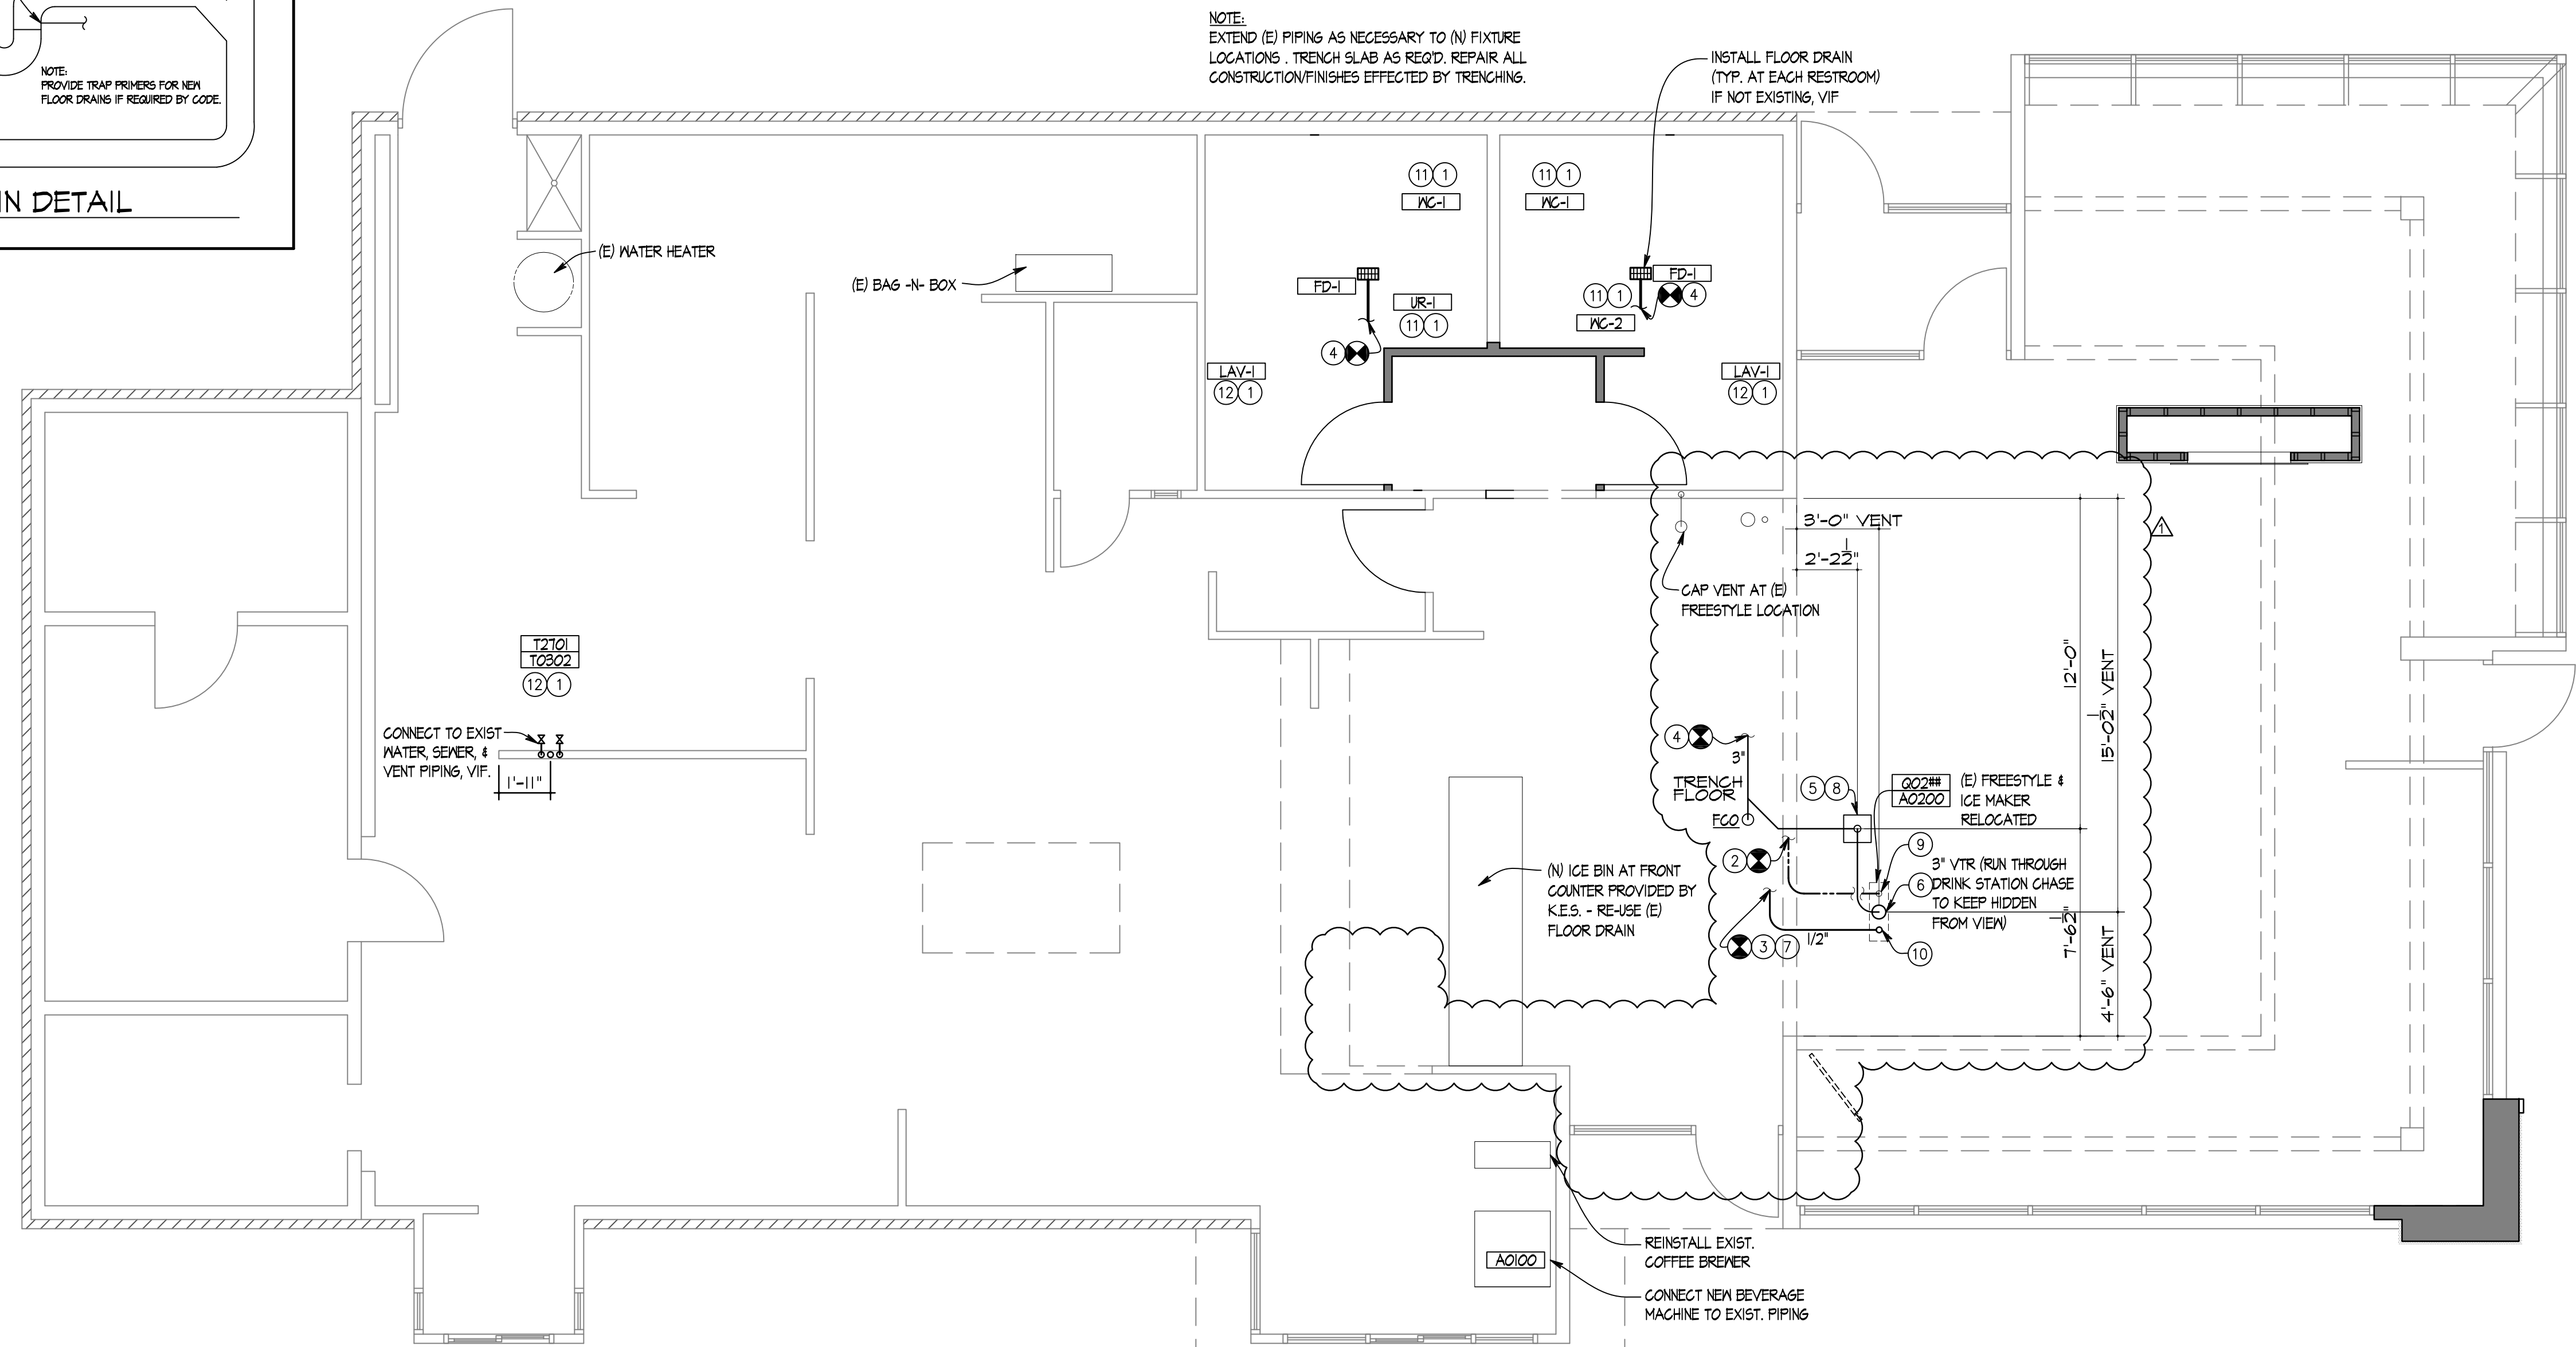 NOTE:
PROVIDE TRAP PRIMERS FOR NEW
FLOOR DRAINS IF REQUIRED BY CODE.
IN DETAIL
NOTE:
EXTEND (E) PIPING AS NECESSARY TO (N) FIXTURE
LOCATIONS . TRENCH SLAB AS REQ'D. REPAIR ALL
CONSTRUCTION/FINISHES EFFECTED BY TRENCHING.
INSTALL FLOOR DRAIN
(TYP. AT EACH RESTROOM)
IF NOT EXISTING, VIF
11 1
WC-1
11 1
WC-1
(E) WATER HEATER
(E) BAG -N- BOX
FD-1
UR-1
11 1
4
FD-1
11 1
4
WC-2
LAV-1
12 1
LAV-1
12 1
3'-0" VENT
2'-2 1/2"
1
CAP VENT AT (E)
FREESTYLE LOCATION
T2701
T0302
12 1
CONNECT TO EXIST
WATER, SEWER, &
VENT PIPING, VIF.
1'-11"
12'-0"
15'-0 1/2" VENT
4
3"
TRENCH
FLOOR
FCO
5 8
Q02##
A0200
(E) FREESTYLE &
ICE MAKER
RELOCATED
2
9
3" VTR (RUN THROUGH
6
DRINK STATION CHASE
TO KEEP HIDDEN
FROM VIEW)
3 7
1/2"
10
7'-6 1/2"
4'-6" VENT
(N) ICE BIN AT FRONT
COUNTER PROVIDED BY
K.E.S. - RE-USE (E)
FLOOR DRAIN
REINSTALL EXIST.
COFFEE BREWER
A0100
CONNECT NEW BEVERAGE
MACHINE TO EXIST. PIPING